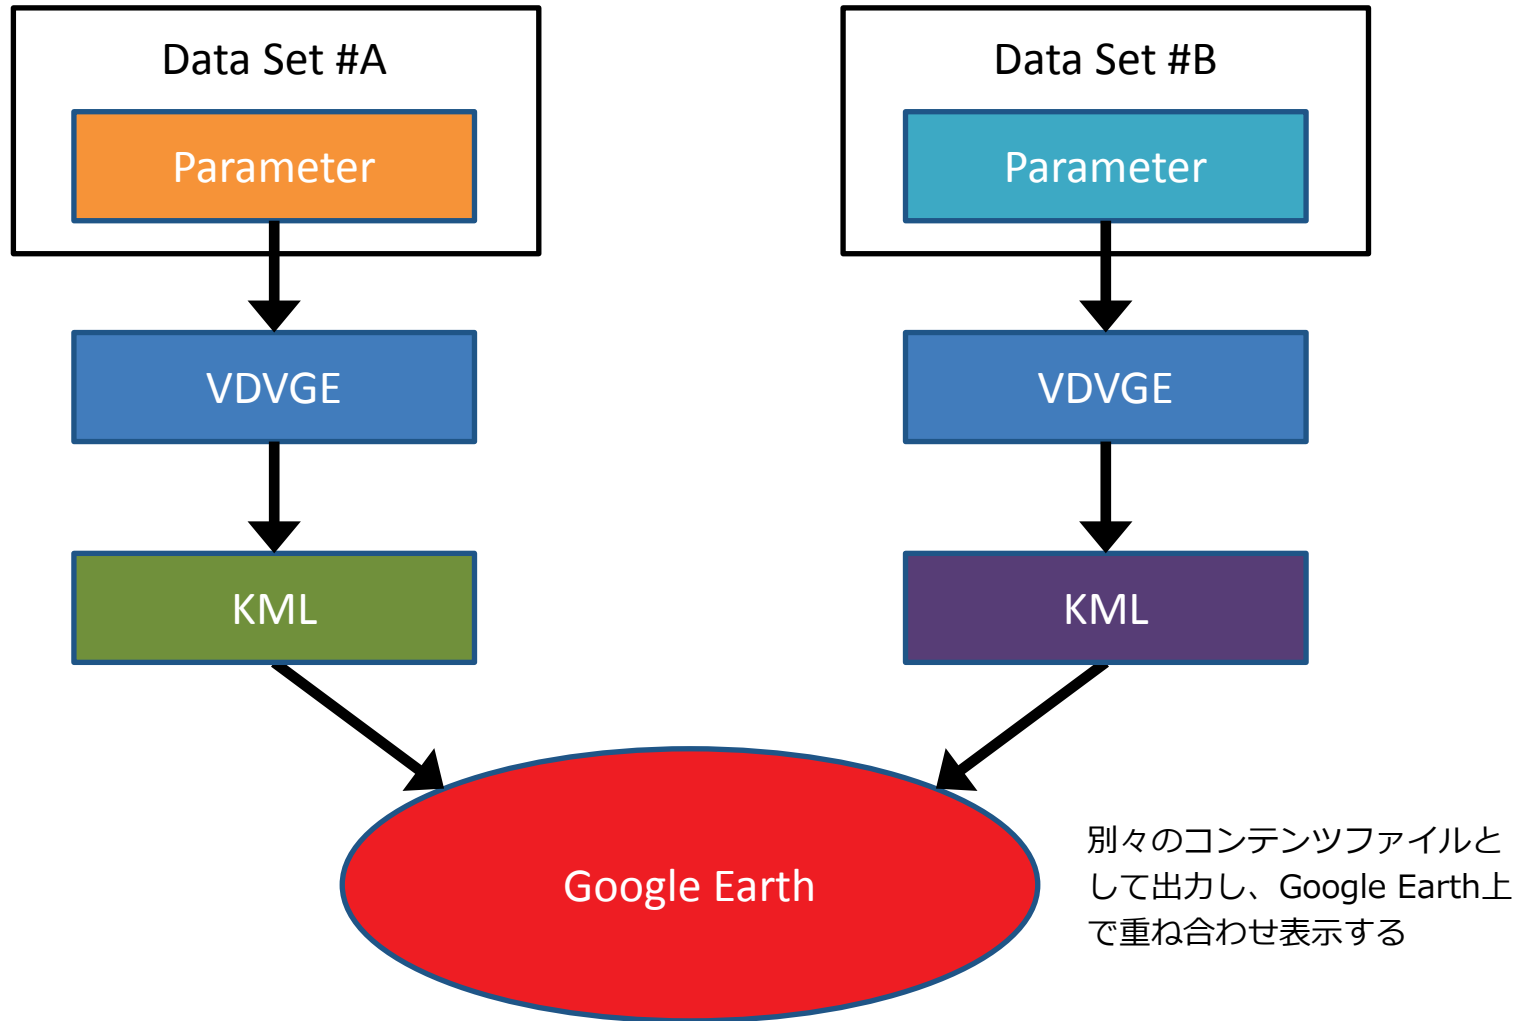 Data Set #A
Data Set #B
Parameter
Parameter
VDVGE
VDVGE
KML
KML
Google Earth
別々のコンテンツファイルと
して出力し、Google Earth上
で重ね合わせ表示する